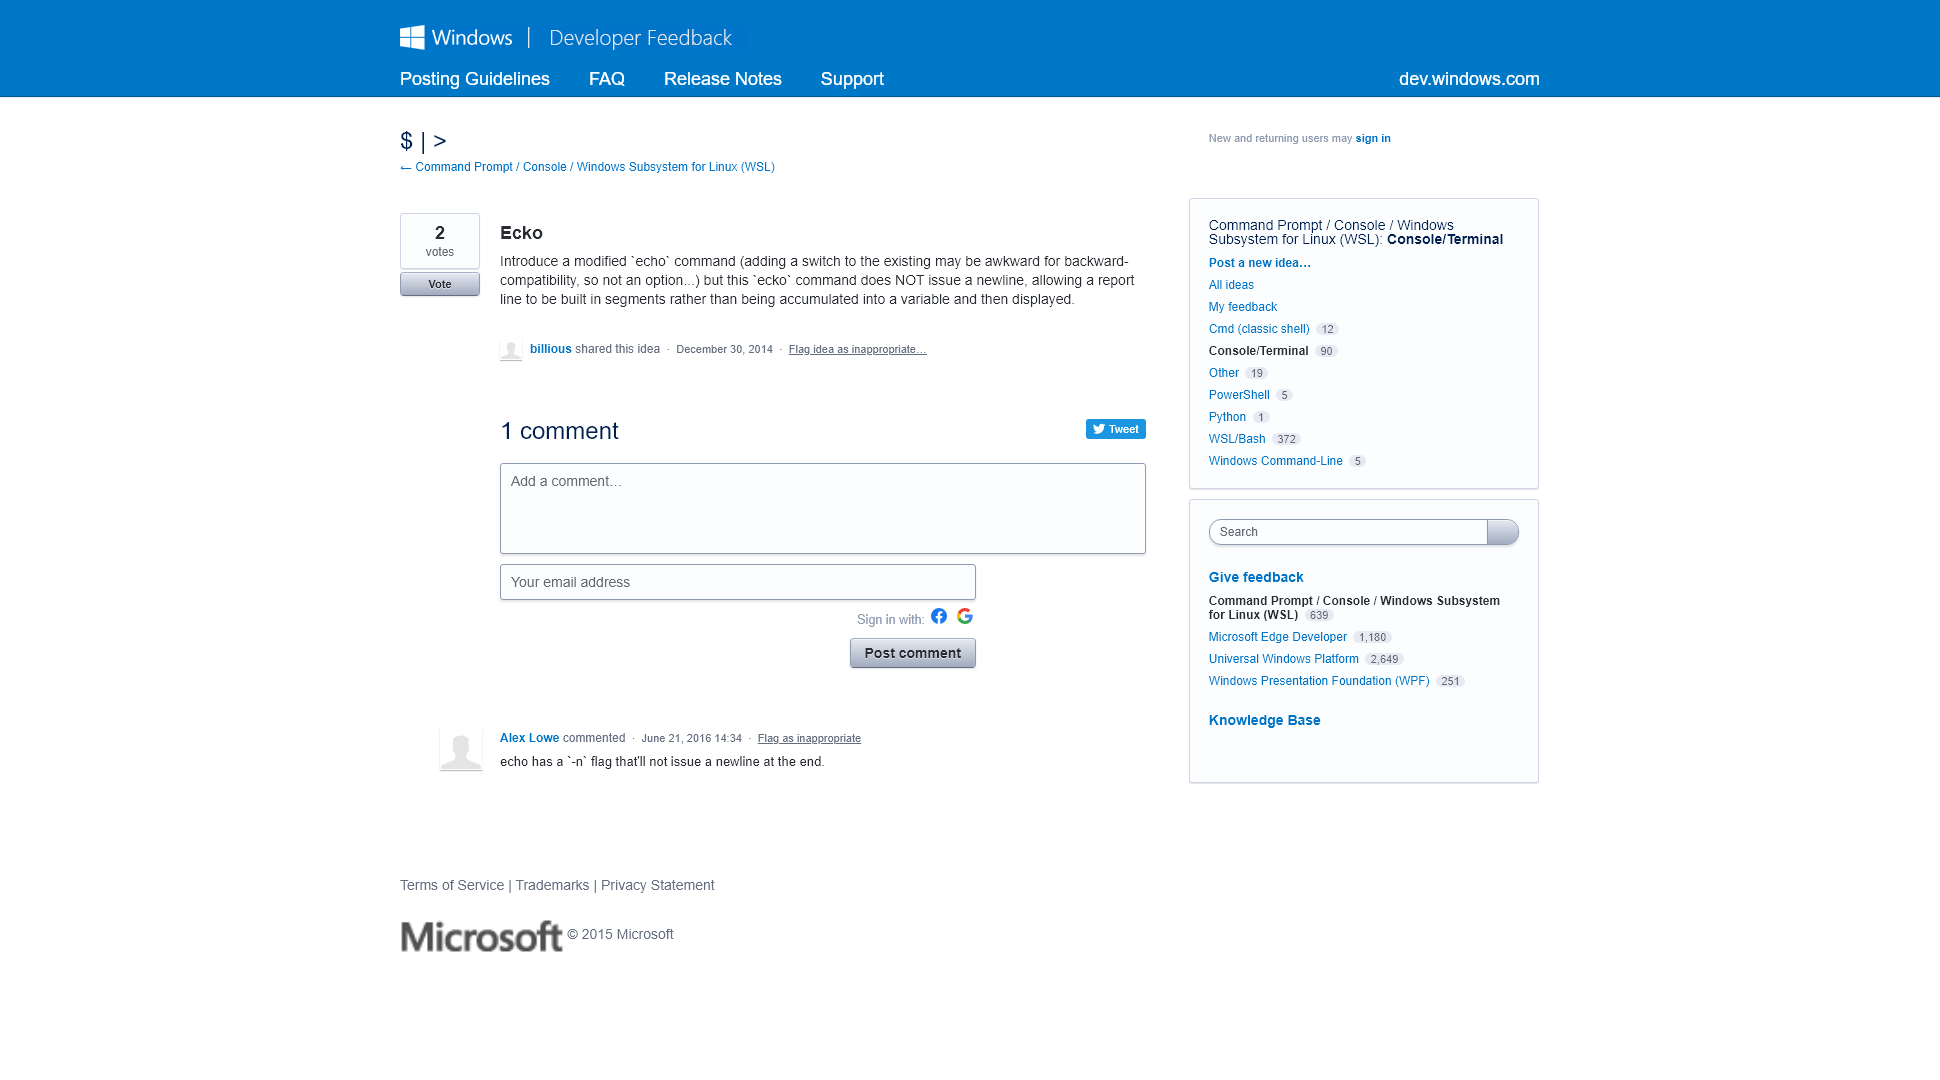 Windows | Developer Feedback
Posting Guidelines FAQ Release Notes Support dev.windows.com
$ | >
← Command Prompt / Console / Windows Subsystem for Linux (WSL)
2
votes
Vote
Ecko
Introduce a modified `echo` command (adding a switch to the existing may be awkward for backward-
compatibility, so not an option...) but this `ecko` command does NOT issue a newline, allowing a report
line to be built in segments rather than being accumulated into a variable and then displayed.
billious shared this idea · December 30, 2014 · Flag idea as inappropriate…
1 comment
Tweet
Add a comment…
Your email address
Sign in with:
Post comment
Alex Lowe commented · June 21, 2016 14:34 · Flag as inappropriate
echo has a `-n` flag that'll not issue a newline at the end.
New and returning users may sign in
Command Prompt / Console / Windows
Subsystem for Linux (WSL): Console/Terminal
Post a new idea…
All ideas
My feedback
Cmd (classic shell) 12
Console/Terminal 90
Other 19
PowerShell 5
Python 1
WSL/Bash 372
Windows Command-Line 5
Search
Give feedback
Command Prompt / Console / Windows Subsystem
for Linux (WSL) 639
Microsoft Edge Developer 1,180
Universal Windows Platform 2,649
Windows Presentation Foundation (WPF) 251
Knowledge Base
Terms of Service | Trademarks | Privacy Statement
Microsoft © 2015 Microsoft